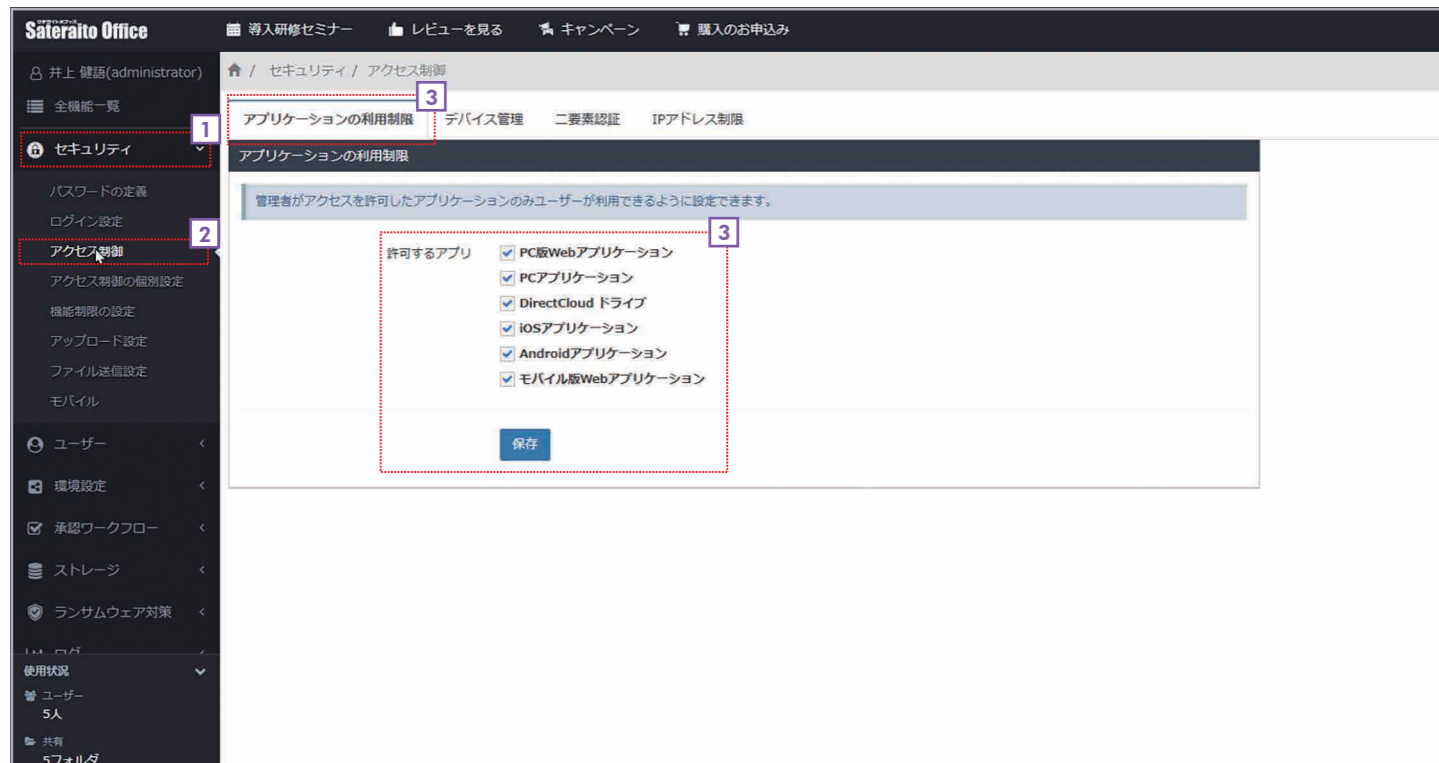 Sateraito Office
導入研修セミナー
レビューを見る
キャンペーン
購入のお申込み
井上 健語(administrator)
全機能一覧
1
セキュリティ
パスワードの定義
ログイン設定
2
アクセス制御
アクセス制御の個別設定
機能制限の設定
アップロード設定
ファイル送信設定
モバイル
ユーザー
環境設定
承認ワークフロー
ストレージ
ランサムウェア対策
ログ
使用状況
ユーザー
5人
共有
5フォルダ
/ セキュリティ / アクセス制御
3
アプリケーションの利用制限
デバイス管理
二要素認証
IPアドレス制限
アプリケーションの利用制限
管理者がアクセスを許可したアプリケーションのみユーザーが利用できるように設定できます。
3
許可するアプリ
PC版Webアプリケーション
PCアプリケーション
DirectCloud ドライブ
iOSアプリケーション
Androidアプリケーション
モバイル版Webアプリケーション
保存